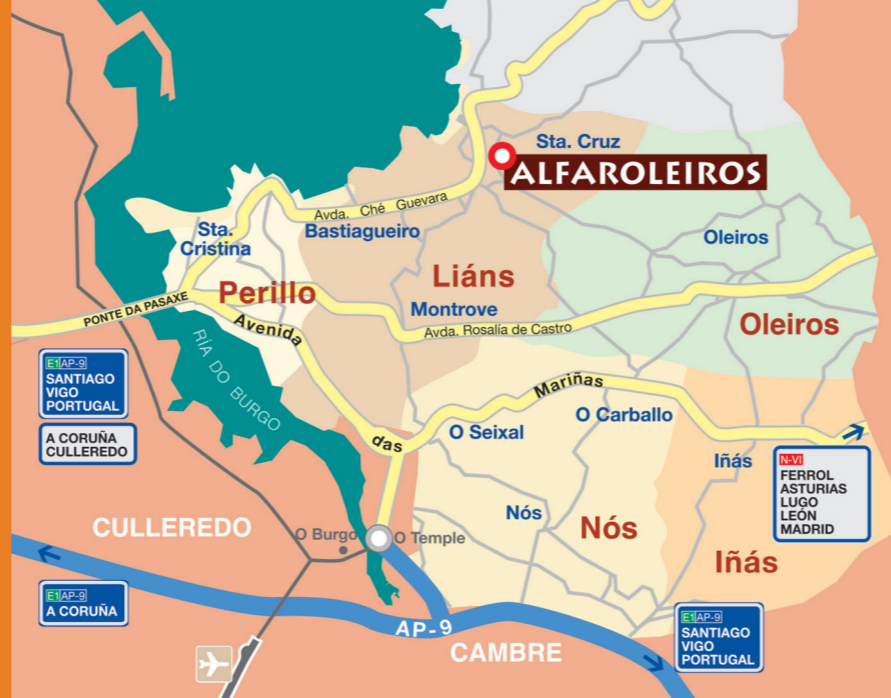 Sta. Cruz
ALFAROLEIROS
Avda. Ché Guevara
Sta.
Cristina
Bastiagueiro
Oleiros
Liáns
Perillo
PONTE DA PASAXE
Montrove
Avda. Rosalía de Castro
Oleiros
Avenida
das
Mariñas
RÍA DO BURGO
E1 AP-9
SANTIAGO
VIGO
PORTUGAL
A CORUÑA
CULLEREDO
O Carballo
O Seixal
Iñás
N-VI
FERROL
ASTURIAS
LUGO
LEÓN
MADRID
Nós
Nós
CULLEREDO
O Burgo
O Temple
Iñás
E1 AP-9
A CORUÑA
AP-9
CAMBRE
E1 AP-9
SANTIAGO
VIGO
PORTUGAL